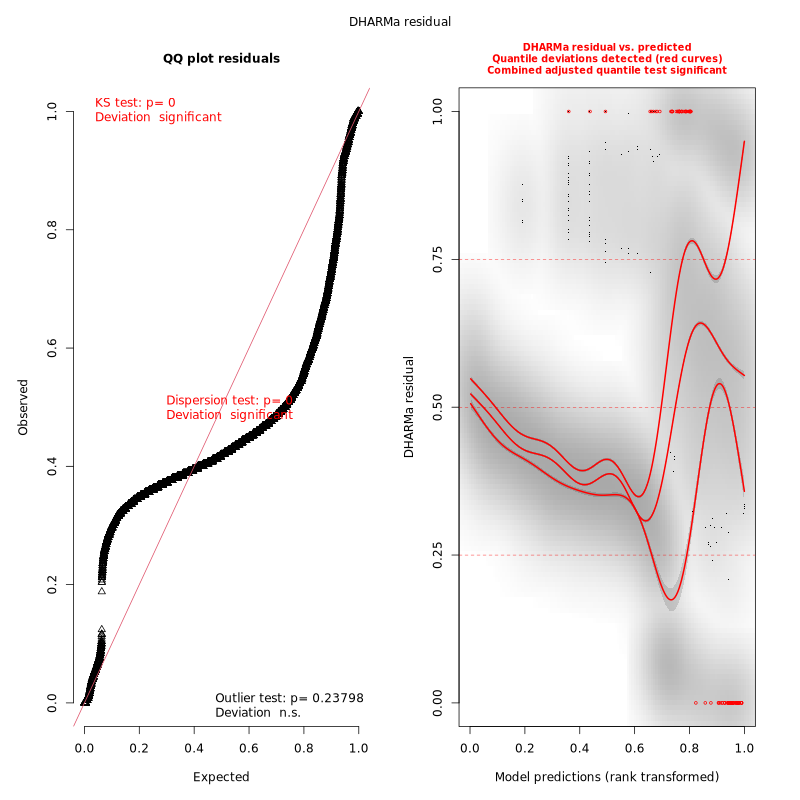 DHARMa residual
QQ plot residuals
KS test: p= 0
Deviation  significant
Dispersion test: p= 0
Deviation  significant
Outlier test: p= 0.23798
Deviation  n.s.
Observed
0.0
0.2
0.4
0.6
0.8
1.0
0.0
0.2
0.4
0.6
0.8
1.0
Expected
DHARMa residual vs. predicted
Quantile deviations detected (red curves)
Combined adjusted quantile test significant
DHARMa residual
0.00
0.25
0.50
0.75
1.00
0.0
0.2
0.4
0.6
0.8
1.0
Model predictions (rank transformed)